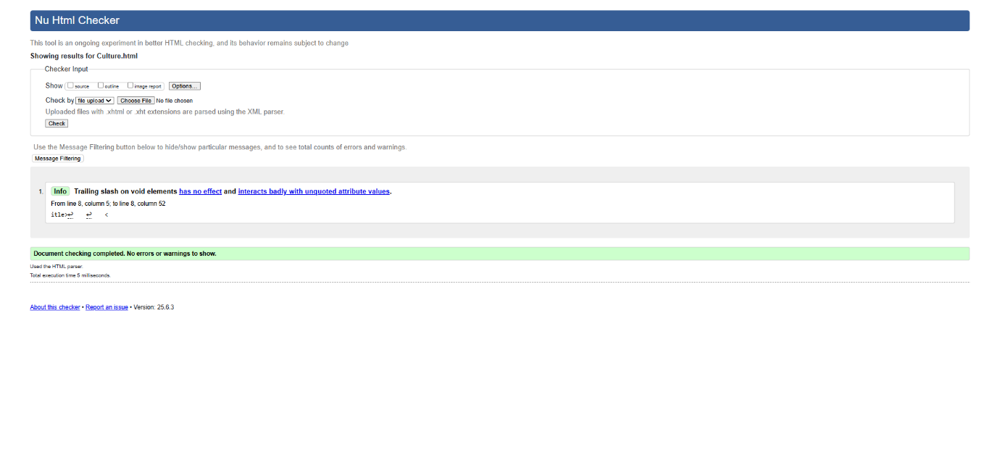 Nu Html Checker
This tool is an ongoing experiment in better HTML checking, and its behavior remains subject to change
Showing results for Culture.html
Checker Input
Show source outline image report Options...
Check by file upload Choose File No file chosen
Uploaded files with .xhtml or .xht extensions are parsed using the XML parser.
Check
Use the Message Filtering button below to hide/show particular messages, and to see total counts of errors and warnings.
Message Filtering
1. Info Trailing slash on void elements has no effect and interacts badly with unquoted attribute values.
From line 8, column 5; to line 8, column 52
itle>↩ ↩ <
Document checking completed. No errors or warnings to show.
Used the HTML parser.
Total execution time 5 milliseconds.
About this checker • Report an issue • Version: 25.6.3